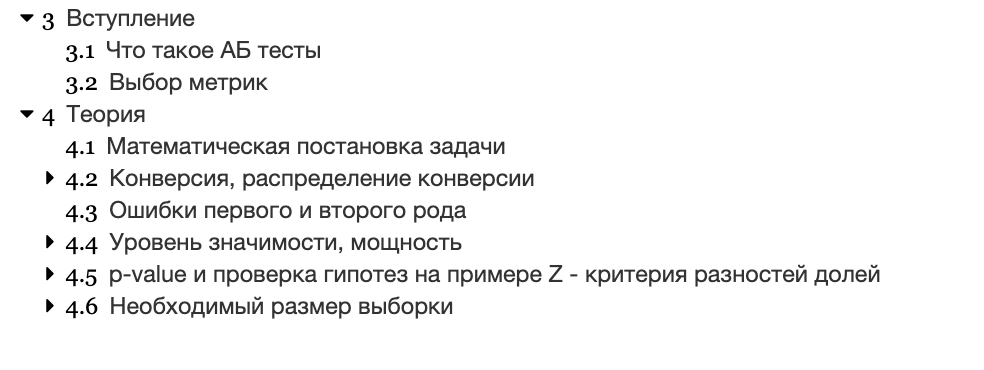 3 Вступление
3.1 Что такое АБ тесты
3.2 Выбор метрик
4 Теория
4.1 Математическая постановка задачи
4.2 Конверсия, распределение конверсии
4.3 Ошибки первого и второго рода
4.4 Уровень значимости, мощность
4.5 p-value и проверка гипотез на примере Z - критерия разностей долей
4.6 Необходимый размер выборки